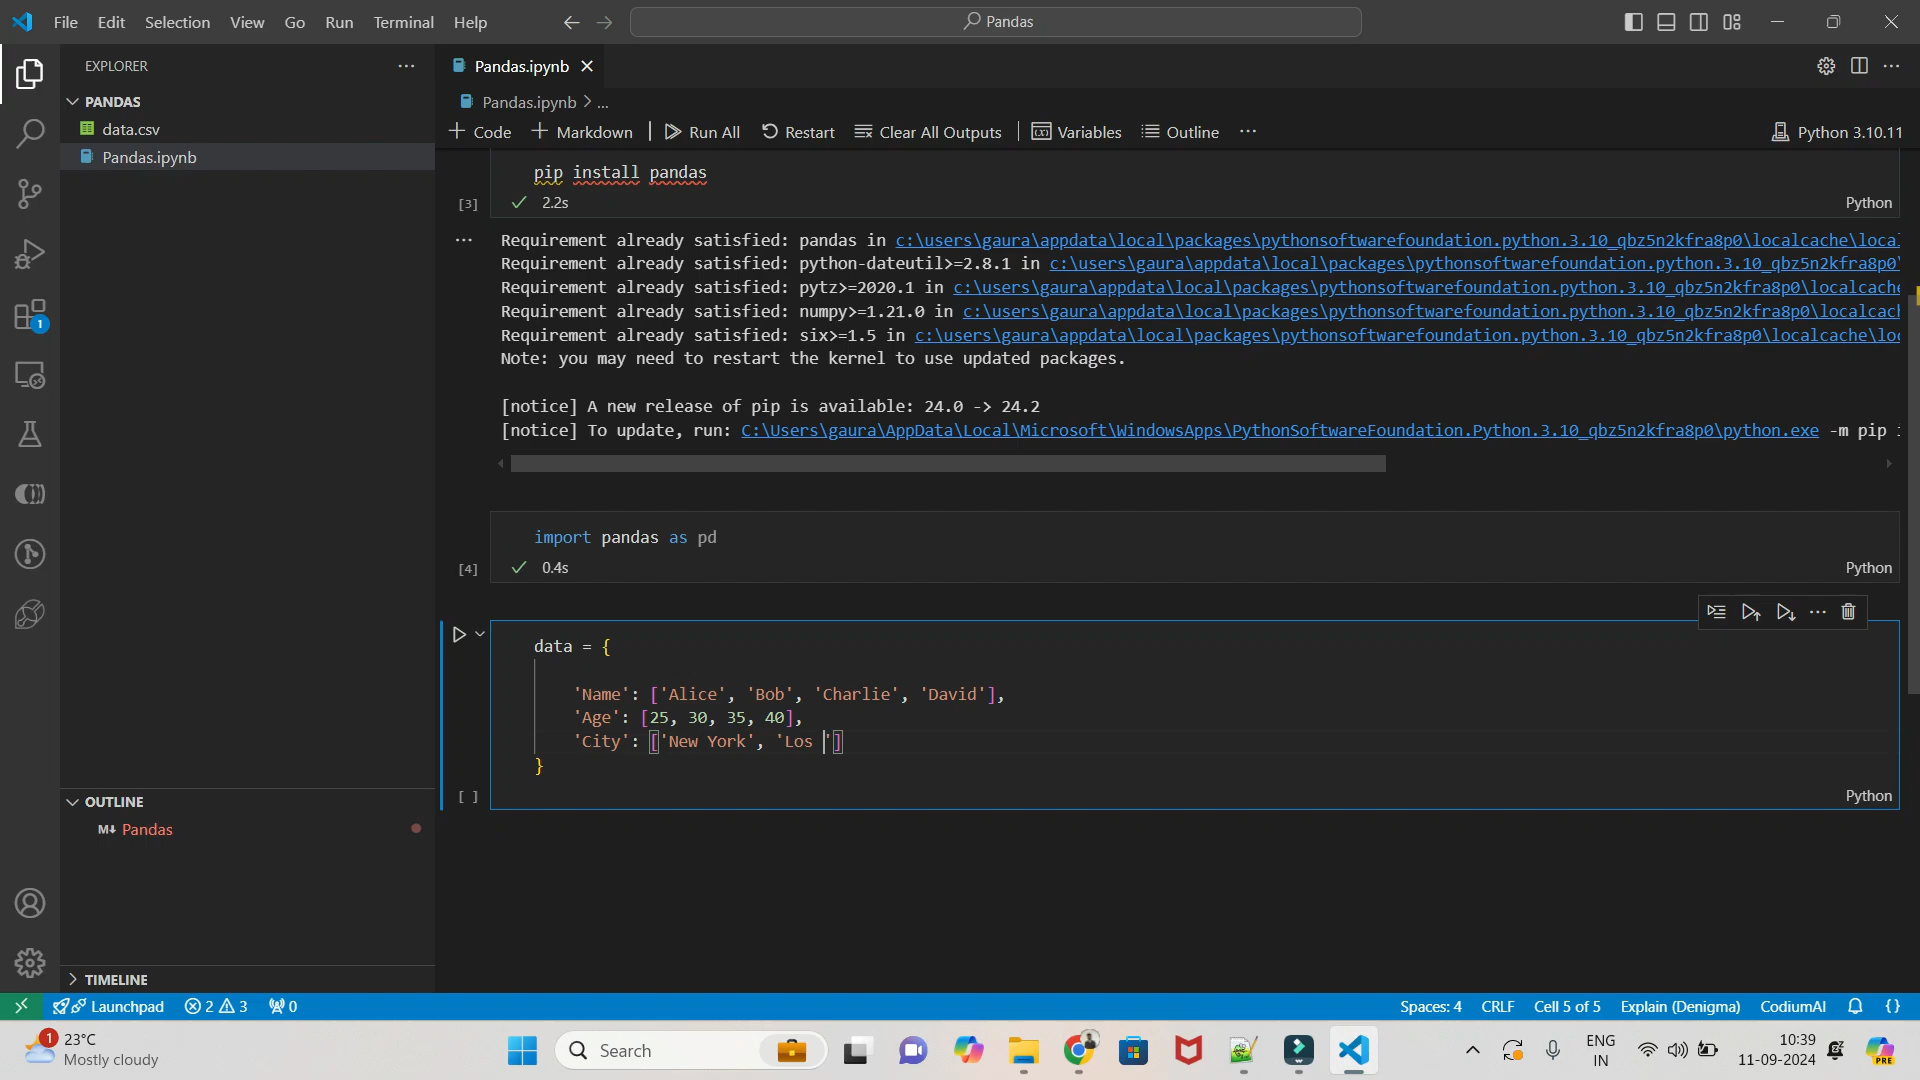 File Edit Selection View Go Run Terminal Help
Pandas
EXPLORER
PANDAS
data.csv
Pandas.ipynb
1
OUTLINE
M↓ Pandas
TIMELINE
Pandas.ipynb
Pandas.ipynb > ...
+ Code + Markdown Run All Restart Clear All Outputs Variables Outline ...
Python 3.10.11
pip install pandas
[3] 2.2s Python
Requirement already satisfied: pandas in c:\users\gaura\appdata\local\packages\pythonsoftwarefoundation.python.3.10_qbz5n2kfra8p0\localcache\loca
Requirement already satisfied: python-dateutil>=2.8.1 in c:\users\gaura\appdata\local\packages\pythonsoftwarefoundation.python.3.10_qbz5n2kfra8p0\
Requirement already satisfied: pytz>=2020.1 in c:\users\gaura\appdata\local\packages\pythonsoftwarefoundation.python.3.10_qbz5n2kfra8p0\localcache
Requirement already satisfied: numpy>=1.21.0 in c:\users\gaura\appdata\local\packages\pythonsoftwarefoundation.python.3.10_qbz5n2kfra8p0\localcac
Requirement already satisfied: six>=1.5 in c:\users\gaura\appdata\local\packages\pythonsoftwarefoundation.python.3.10_qbz5n2kfra8p0\localcache\loc
Note: you may need to restart the kernel to use updated packages.
[notice] A new release of pip is available: 24.0 -> 24.2
[notice] To update, run: C:\Users\gaura\AppData\Local\Microsoft\WindowsApps\PythonSoftwareFoundation.Python.3.10_qbz5n2kfra8p0\python.exe -m pip i
import pandas as pd
[4] 0.4s Python
data = {
'Name': ['Alice', 'Bob', 'Charlie', 'David'],
'Age': [25, 30, 35, 40],
'City': ['New York', 'Los ']
}
[ ] Python
Launchpad 2 3 0
Spaces: 4 CRLF Cell 5 of 5 Explain (Denigma) CodiumAI {}
1
23°C
Mostly cloudy
Search
ENG
IN
10:39
11-09-2024
PRE